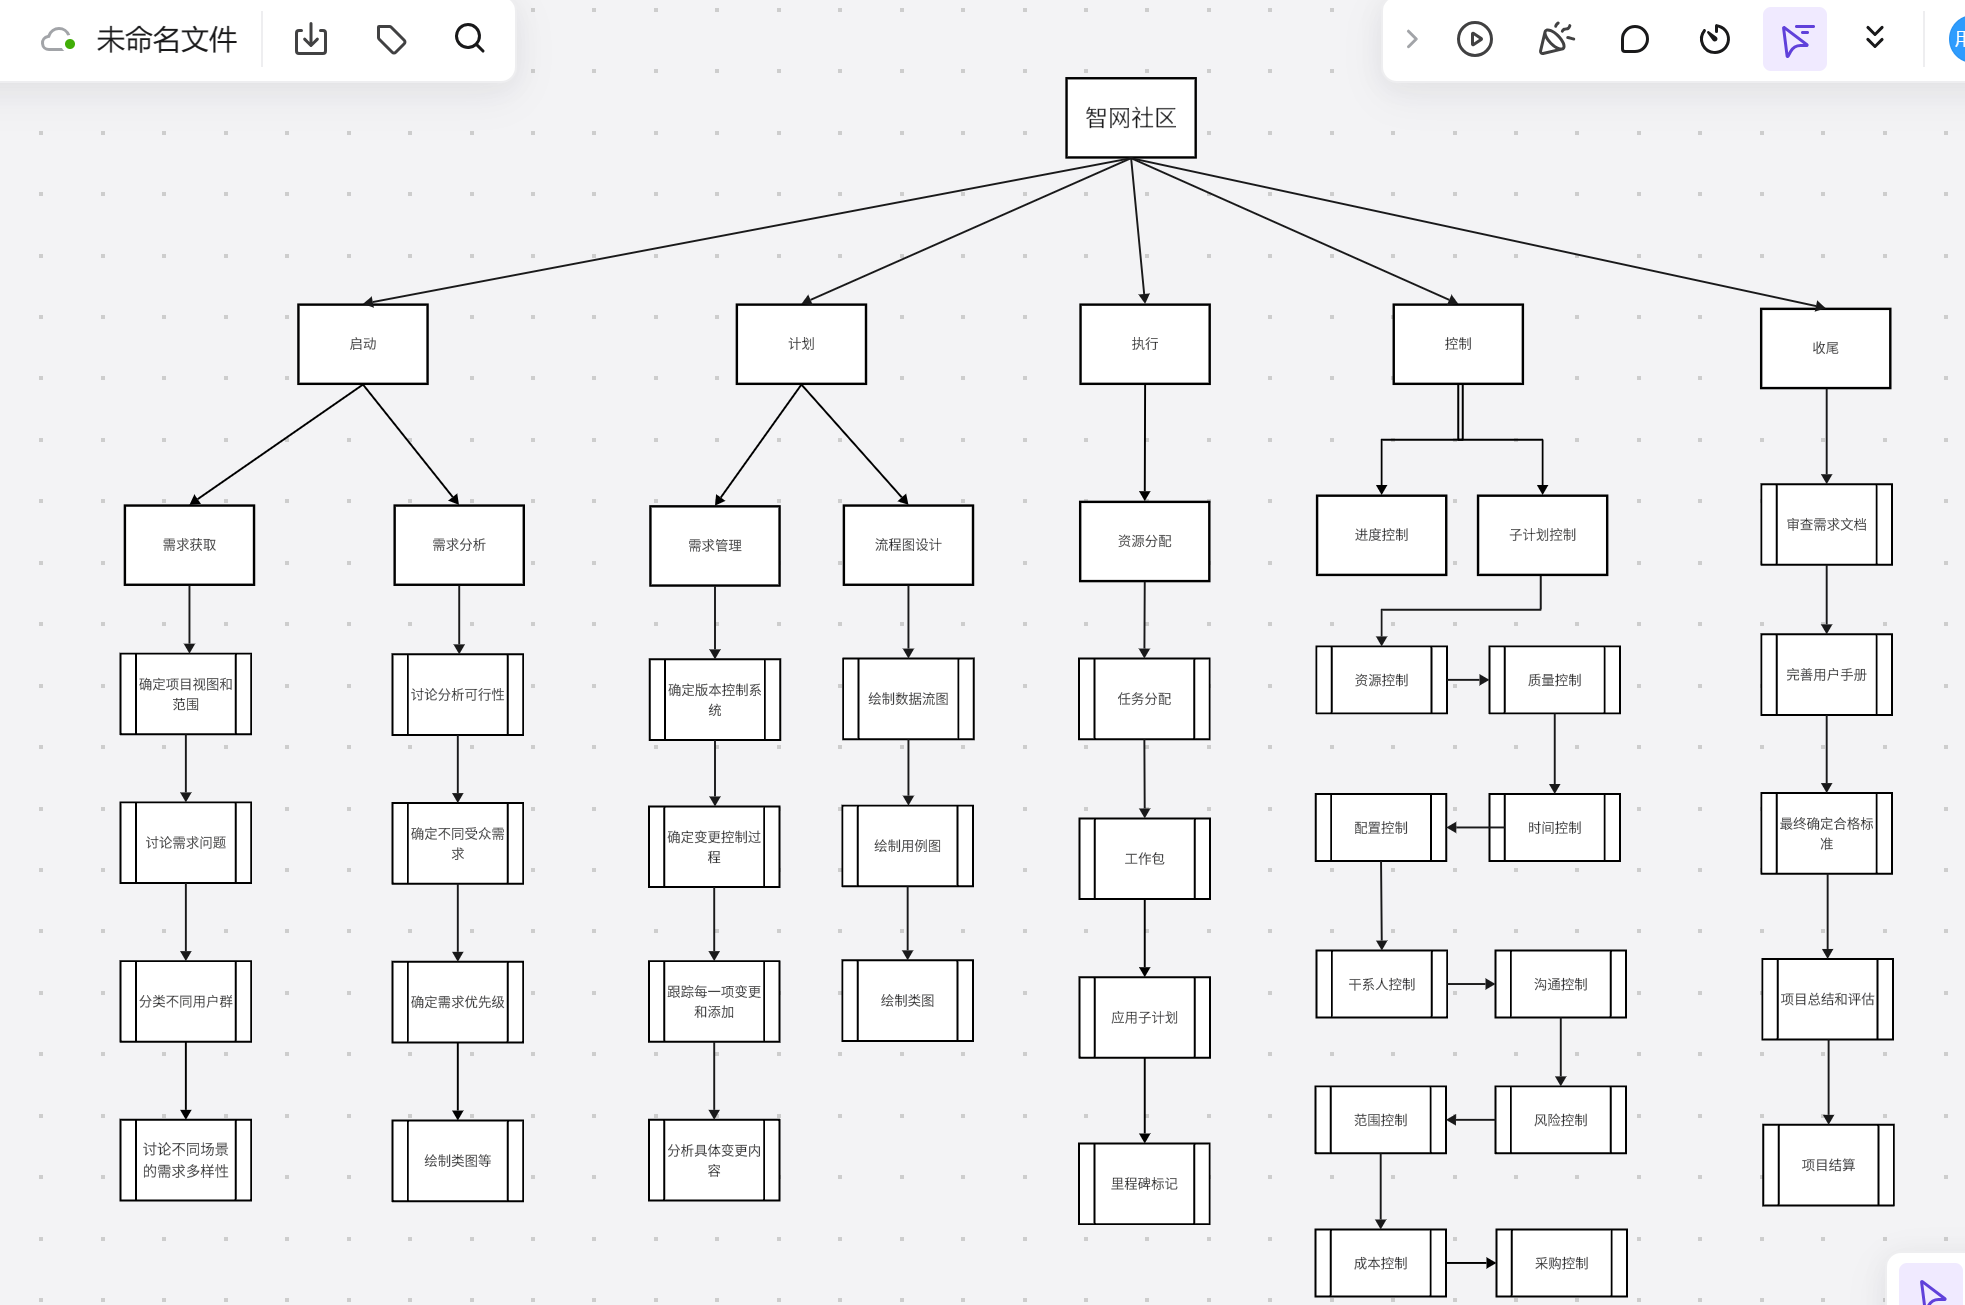 未命名文件
智网社区
启动
计划
执行
控制
收尾
需求获取
需求分析
需求管理
流程图设计
资源分配
进度控制
子计划控制
审查需求文档
确定项目视图和
范围
讨论分析可行性
确定版本控制系
统
绘制数据流图
任务分配
资源控制
质量控制
完善用户手册
讨论需求问题
确定不同受众需
求
确定变更控制过
程
绘制用例图
工作包
配置控制
时间控制
最终确定合格标
准
分类不同用户群
确定需求优先级
跟踪每一项变更
和添加
绘制类图
应用子计划
干系人控制
沟通控制
项目总结和评估
讨论不同场景
的需求多样性
绘制类图等
分析具体变更内
容
里程碑标记
范围控制
风险控制
项目结算
成本控制
采购控制